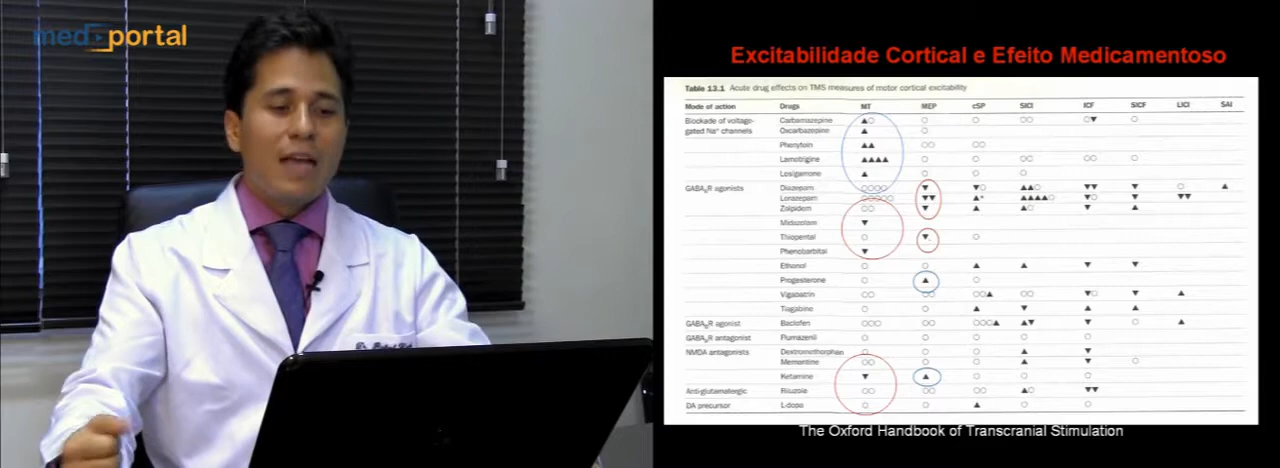 med portal
Excitabilidade Cortical e Efeito Medicamentoso
Table 13.1 Acute drug effects on TMS measures of motor cortical excitability
Mode of action Drugs MT MEP cSP SICI ICF SICF LICI SAI
Blockade of voltage- Carbamazepine ▲○ ○ ○ ○○ ○▼ ○
gated Na⁺ channels Oxcarbazepine ▲ ○
Phenytoin ▲▲ ○○ ○○
Lamotrigine ▲▲▲▲ ○ ○ ○○ ○○ ○
Losigamone ▲ ○ ○ ○
GABAAR agonists Diazepam ○○○○ ▼ ▼○ ▲▲○ ▼▼ ▼ ○ ▲
Lorazepam ○○○○○ ▼▼ ▲* ▲▲▲▲○ ▼○ ▼ ▼▼
Zolpidem ○○ ▼ ▲ ▲○ ▼ ▲
Midazolam ▼
Thiopental ○ ▼ ○
Phenobarbital ▼
Ethanol ○ ○ ▲ ▲ ▼ ▼
Progesterone ○ ▲ ○
Vigabatrin ○○ ○○ ○○▲ ○○ ▼○ ▼ ▲
Tiagabine ○ ○ ▲ ▼ ▲ ▲
GABABR agonist Baclofen ○○○ ○○ ○○○▲ ▲▼ ▼ ○ ▲
GABAAR antagonist Flumazenil ○ ○ ○ ○ ○ ○
NMDA antagonists Dextromethorphan ○ ○ ○ ▲ ▼
Memantine ○○ ○ ○ ▲ ▼ ○
Ketamine ▼ ▲ ○ ○ ○
Anti-glutamatergic Riluzole ○○ ○○ ○○ ▲○ ▼▼
DA precursor L-dopa ○ ○ ▲ ○ ○
The Oxford Handbook of Transcranial Stimulation